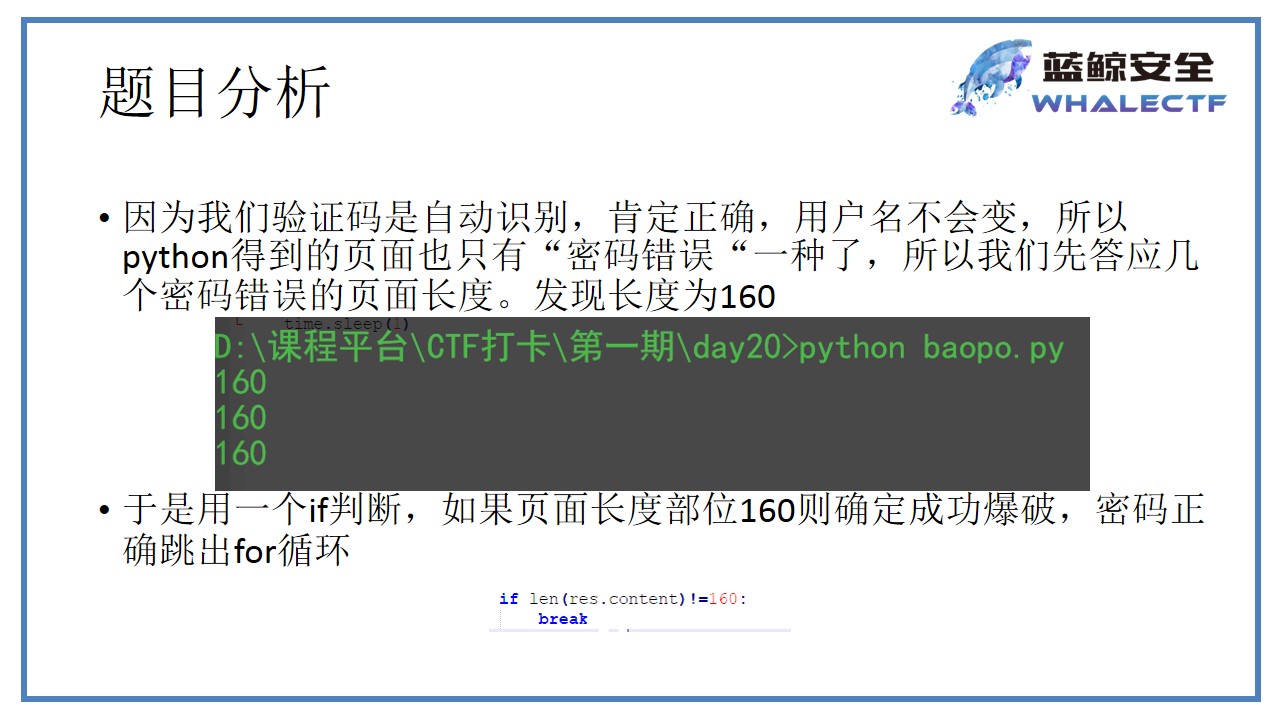 题目分析
蓝鲸安全
WHALECTF
• 因为我们验证码是自动识别，肯定正确，用户名不会变，所以
python得到的页面也只有“密码错误“一种了，所以我们先答应几
个密码错误的页面长度。发现长度为160
time.sleep(1)
D:\课程平台\CTF打卡\第一期\day20>python baopo.py
160
160
160
• 于是用一个if判断，如果页面长度部位160则确定成功爆破，密码正
确跳出for循环
if len(res.content)!=160:
break